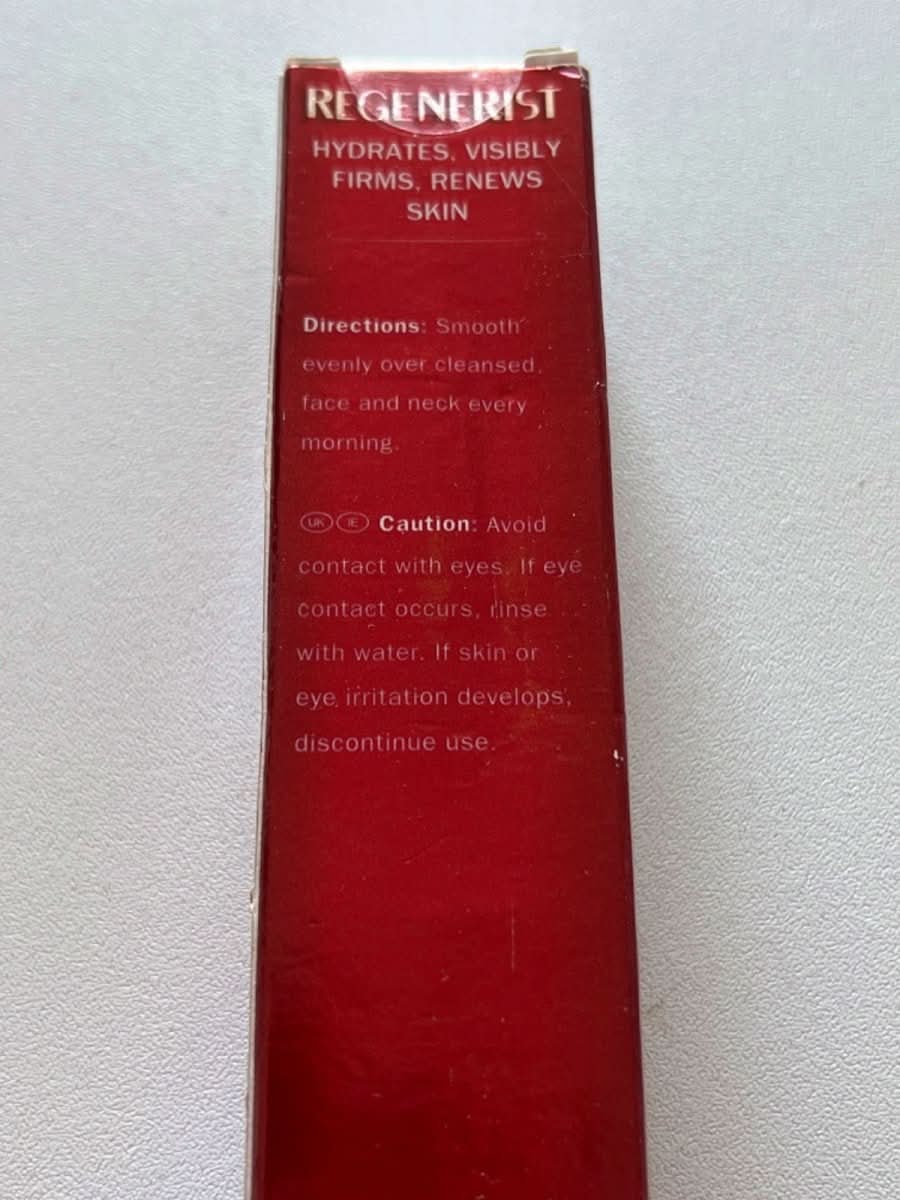 REGENERIST
HYDRATES, VISIBLY
FIRMS, RENEWS
SKIN
Directions: Smooth
evenly over cleansed
face and neck every
morning.
UK IE Caution: Avoid
contact with eyes. If eye
contact occurs, rinse
with water. If skin or
eye irritation develops,
discontinue use.